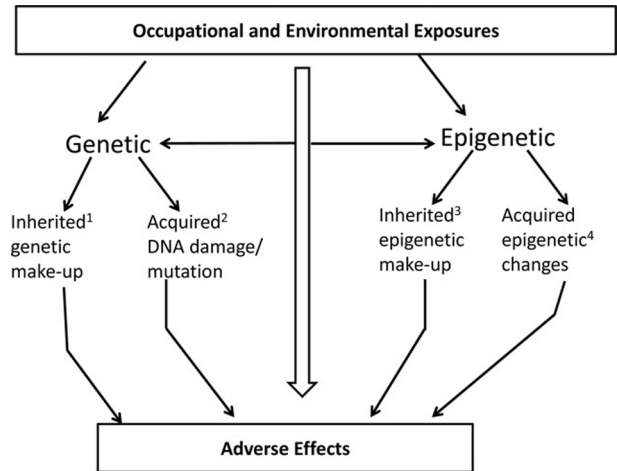 Occupational and Environmental Exposures
Genetic
Epigenetic
Inherited¹
genetic
make-up
Acquired²
DNA damage/
mutation
Inherited³
epigenetic
make-up
Acquired
epigenetic⁴
changes
Adverse Effects